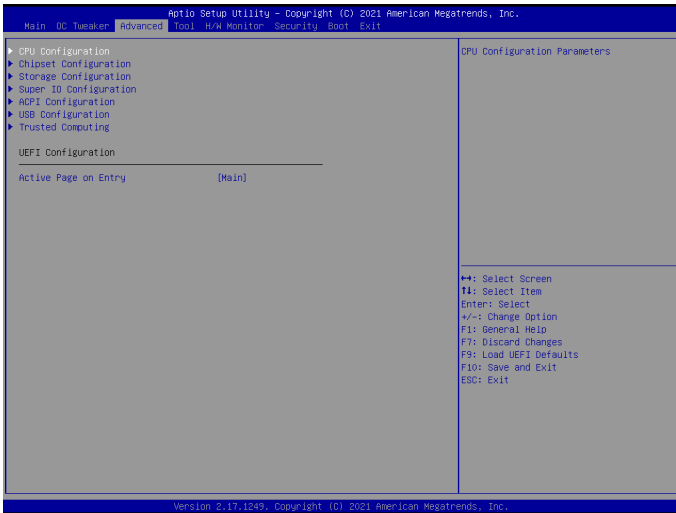 Aptio Setup Utility – Copyright (C) 2021 American Megatrends, Inc.
Main OC Tweaker Advanced Tool H/W Monitor Security Boot Exit
CPU Configuration
Chipset Configuration
Storage Configuration
Super IO Configuration
ACPI Configuration
USB Configuration
Trusted Computing
UEFI Configuration
Active Page on Entry [Main]
CPU Configuration Parameters
↔: Select Screen
↑↓: Select Item
Enter: Select
+/-: Change Option
F1: General Help
F7: Discard Changes
F9: Load UEFI Defaults
F10: Save and Exit
ESC: Exit
Version 2.17.1249. Copyright (C) 2021 American Megatrends, Inc.